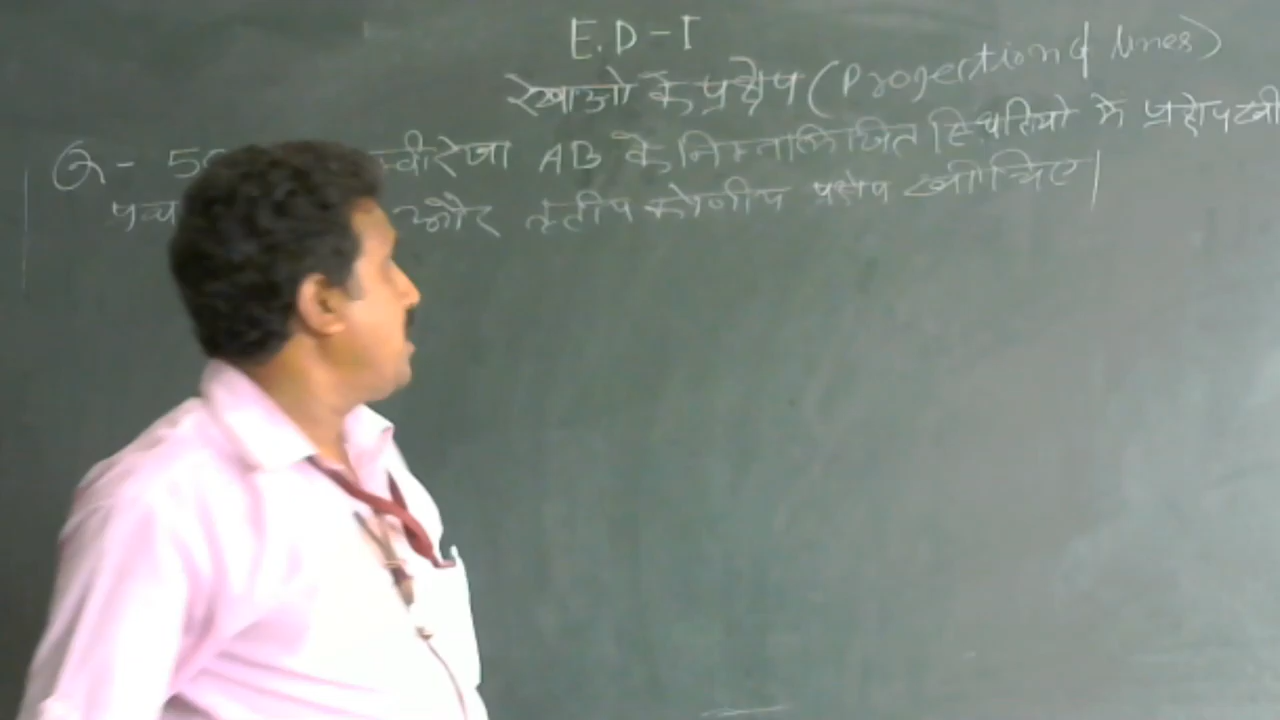 E.D-I
रेखाओ के प्रक्षेप (Projection of lines)
Q- 50 म्बी रेखा AB के निम्नलिखित स्थितियो मे प्रक्षेप खी
और तृतीय कोणीय प्रक्षेप खीचिए|